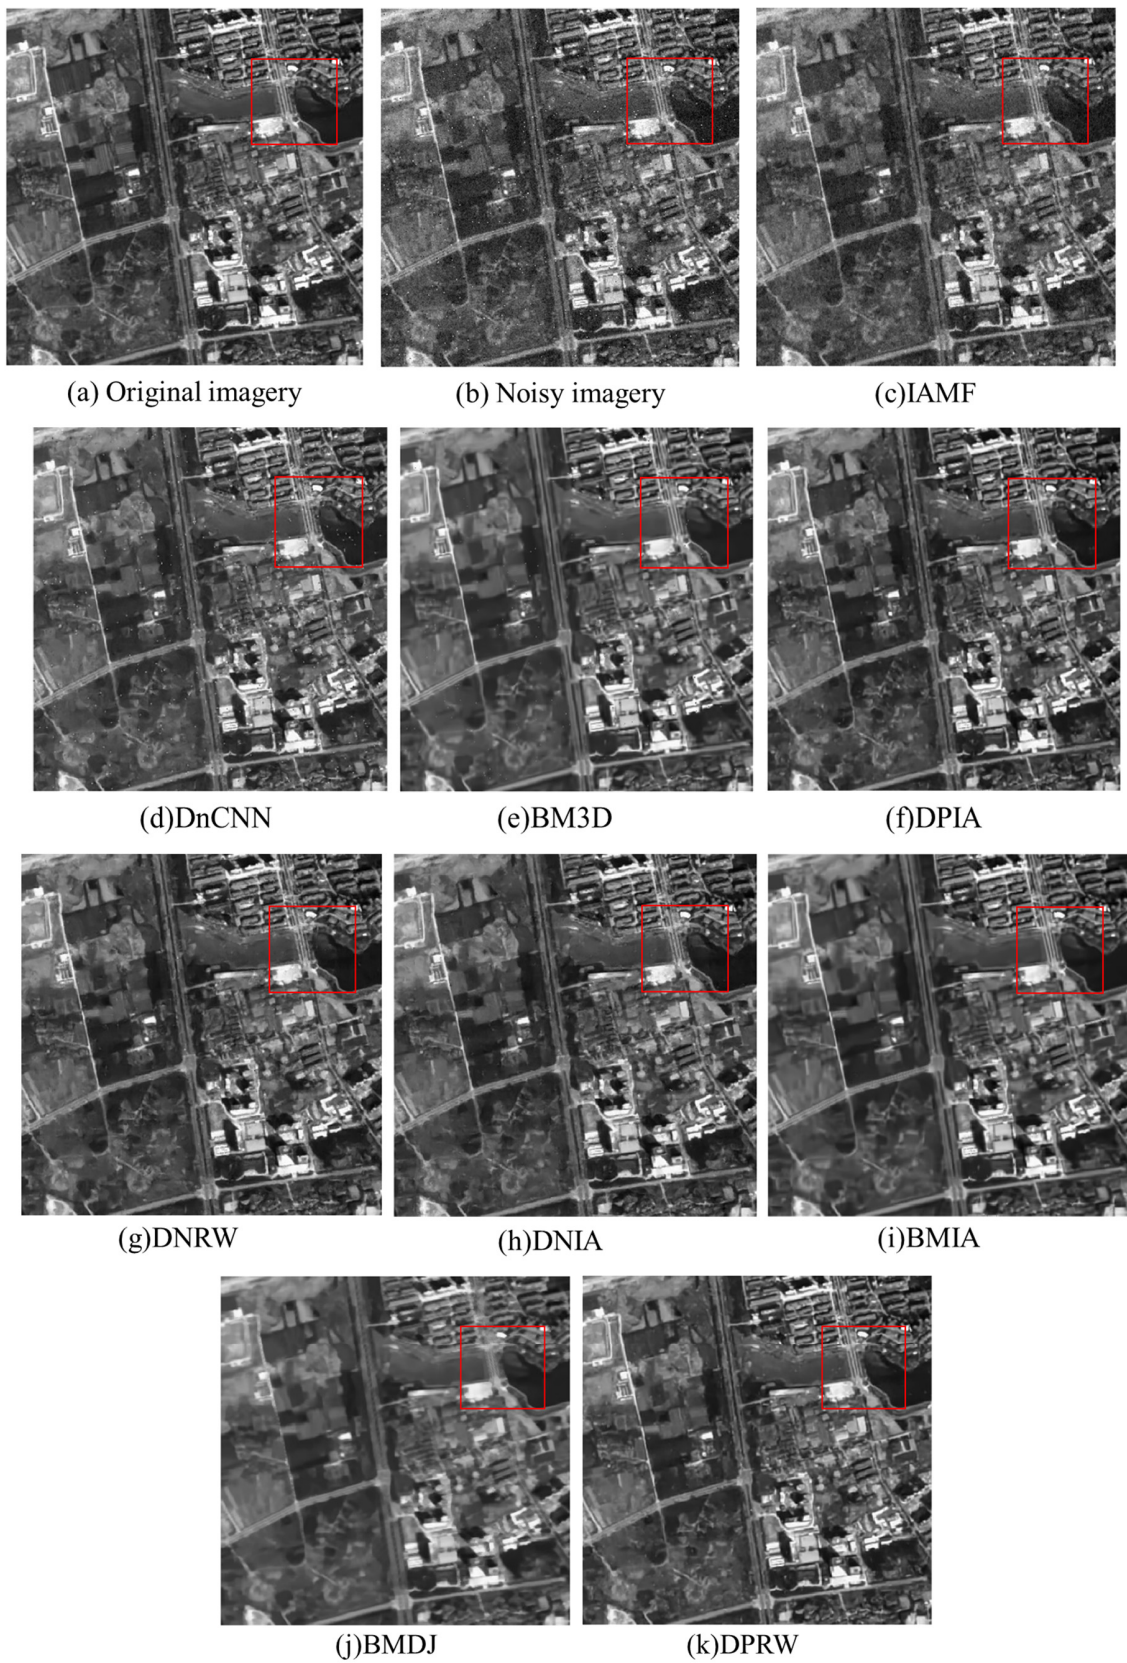 (a) Original imagery
(b) Noisy imagery
(c)IAMF
(d)DnCNN
(e)BM3D
(f)DPIA
(g)DNRW
(h)DNIA
(i)BMIA
(j)BMDJ
(k)DPRW